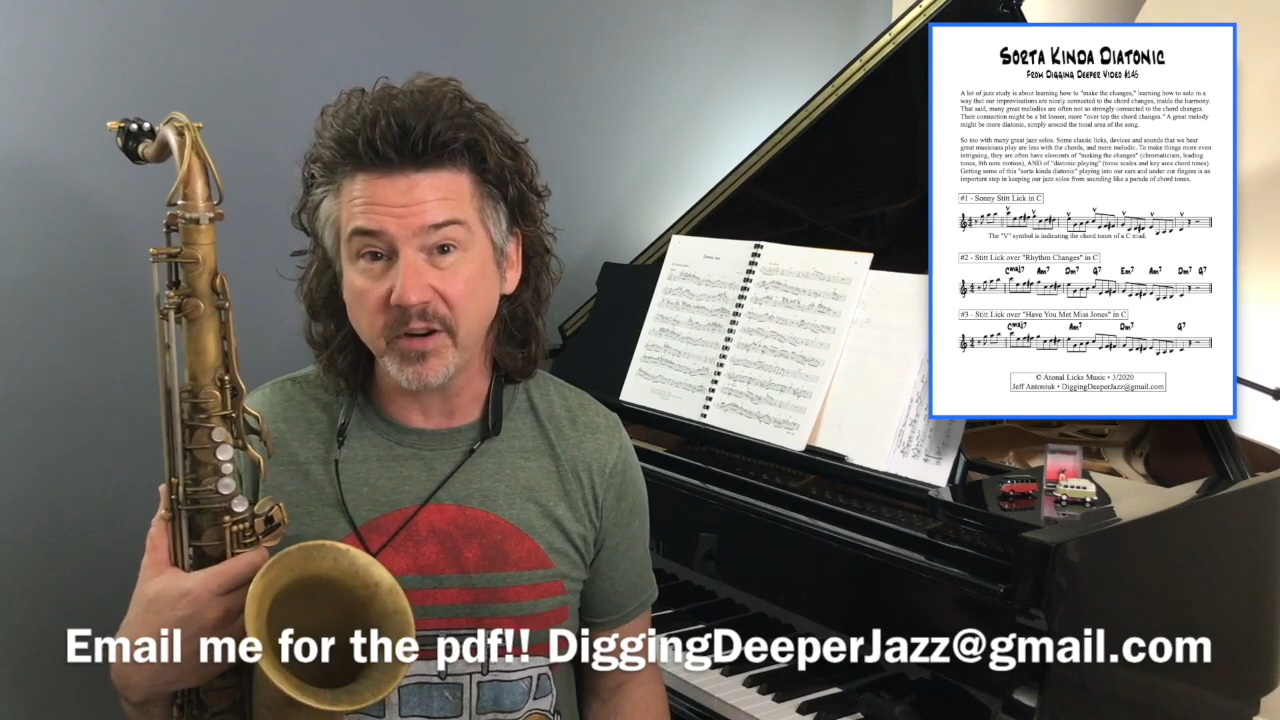 Sorta Kinda Diatonic
From Digging Deeper Video #145
A lot of jazz study is about learning how to "make the changes," learning how to solo in a
way that our improvisations are nicely connected to the chord changes, inside the harmony.
That said, many great melodies are often not so strongly connected to the chord changes.
Their connection might be a bit looser, more "over top the chord changes." A great melody
might be more diatonic, simply around the tonal area of the song.
So too with many great jazz solos. Some classic licks, devices and sounds that we hear
great musicians play are less with the chords, and more melodic. To make things more even
intriguing, they are often have elements of "making the changes" (chromaticism, leading
tones, 8th note motion), AND of "diatonic playing" (tonic scales and key area chord tones).
Getting some of this "sorta kinda diatonic" playing into our ears and under our fingers is an
important step in keeping our jazz solos from sounding like a parade of chord tones.
#1 - Sonny Stitt Lick in C
V V V V V V V
The "V" symbol is indicating the chord tones of a C triad.
#2 - Stitt Lick over "Rhythm Changes" in C
Cmaj7 Am7 Dm7 G7 Em7 Am7 Dm7 G7
#3 - Stitt Lick over "Have You Met Miss Jones" in C
Cmaj7 Am7 Dm7 G7
© Atonal Licks Music • 3/2020
Jeff Antoniuk • DiggingDeeperJazz@gmail.com
Email me for the pdf!! DiggingDeeperJazz@gmail.com